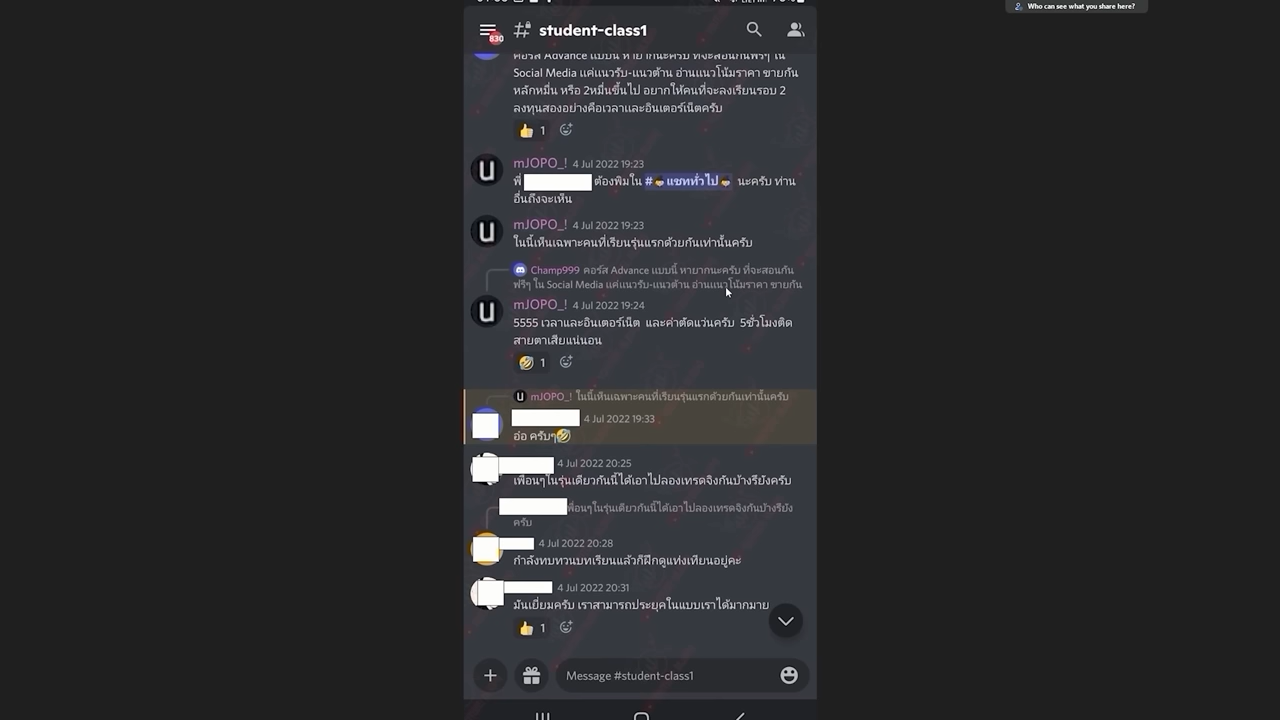 Who can see what you share here?
830
student-class1
คอร์ส Advance แบบนี้ หายากนะครับ ที่จะสอนกันฟรีๆ ใน
Social Media แค่แนวรับ-แนวต้าน อ่านแนวโน้มราคา ขายกัน
หลักหมื่น หรือ 2หมื่นขึ้นไป อยากให้คนที่จะลงเรียนรอบ 2
ลงทุนสองอย่างคือเวลาและอินเตอร์เน็ตครับ
👍 1
mJOPO_! 4 Jul 2022 19:23
พี่ ต้องพิมใน #แชททั่วไป นะครับ ท่าน
อื่นถึงจะเห็น
mJOPO_! 4 Jul 2022 19:23
ในนี้เห็นเฉพาะคนที่เรียนรุ่นแรกด้วยกันเท่านั้นครับ
Champ999 คอร์ส Advance แบบนี้ หายากนะครับ ที่จะสอนกัน
ฟรีๆ ใน Social Media แค่แนวรับ-แนวต้าน อ่านแนวโน้มราคา ขายกัน
mJOPO_! 4 Jul 2022 19:24
5555 เวลาและอินเตอร์เน็ต และค่าตัดแว่นครับ 5ชั่วโมงติด
สายตาเสียแน่นอน
🤣 1
mJOPO_! ในนี้เห็นเฉพาะคนที่เรียนรุ่นแรกด้วยกันเท่านั้นครับ
4 Jul 2022 19:33
อ่อ ครับๆ🤣
4 Jul 2022 20:25
เพื่อนๆในรุ่นเดียวกันนี้ได้เอาไปลองเทรดจิงกันบ้างรึยังครับ
พื่อนๆในรุ่นเดียวกันนี้ได้เอาไปลองเทรดจิงกันบ้างรึยัง
ครับ
4 Jul 2022 20:28
กำลังทบทวนบทเรียนแล้วก็ฝึกดูแท่งเทียนอยู่คะ
4 Jul 2022 20:31
มันเยี่ยมครับ เราสามารถประยุคในแบบเราได้มากมาย
👍 1
Message #student-class1